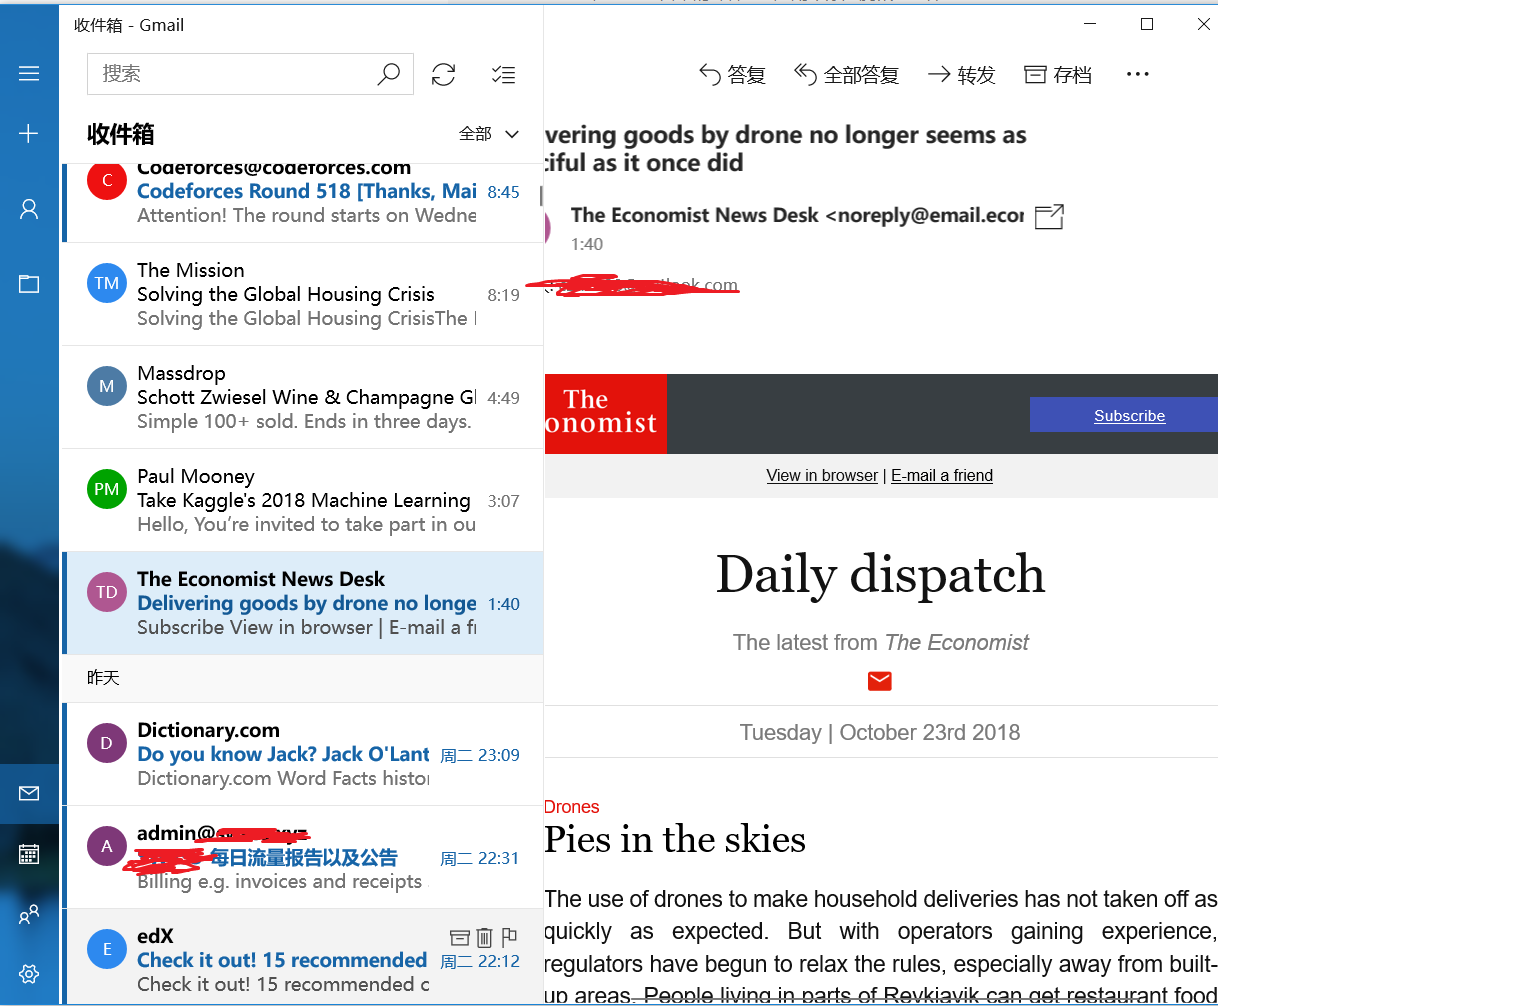 收件箱 - Gmail
搜索
收件箱
全部
Codeforces@codeforces.com
Codeforces Round 518 [Thanks, Mai
8:45
Attention! The round starts on Wedne
C
TM
The Mission
Solving the Global Housing Crisis
8:19
Solving the Global Housing CrisisThe
M
Massdrop
Schott Zwiesel Wine & Champagne Gl
4:49
Simple 100+ sold. Ends in three days.
PM
Paul Mooney
Take Kaggle's 2018 Machine Learning
3:07
Hello, You’re invited to take part in ou
TD
The Economist News Desk
Delivering goods by drone no longe
1:40
Subscribe View in browser | E-mail a fr
昨天
D
Dictionary.com
Do you know Jack? Jack O'Lant
周二 23:09
Dictionary.com Word Facts histor
A
admin@
每日流量报告以及公告
周二 22:31
Billing e.g. invoices and receipts
E
edX
Check it out! 15 recommended
周二 22:12
Check it out! 15 recommended c
答复 全部答复 转发 存档
vering goods by drone no longer seems as
ciful as it once did
The Economist News Desk <noreply@email.ecor
1:40
The
onomist
Subscribe
View in browser | E-mail a friend
Daily dispatch
The latest from The Economist
Tuesday | October 23rd 2018
Drones
Pies in the skies
The use of drones to make household deliveries has not taken off as
quickly as expected. But with operators gaining experience,
regulators have begun to relax the rules, especially away from built-
up areas. People living in parts of Reykjavik can get restaurant food